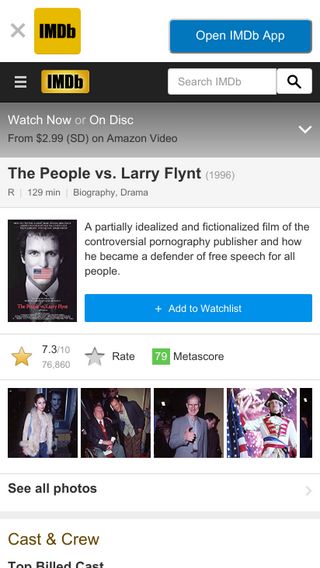 IMDb
Open IMDb App
IMDb
Search IMDb
Watch Now or On Disc
From $2.99 (SD) on Amazon Video
The People vs. Larry Flynt (1996)
R | 129 min | Biography, Drama
The People vs. Larry Flynt
A partially idealized and fictionalized film of the
controversial pornography publisher and how
he became a defender of free speech for all
people.
+ Add to Watchlist
7.3/10
76,860
Rate
79 Metascore
See all photos
Cast & Crew
Top Billed Cast